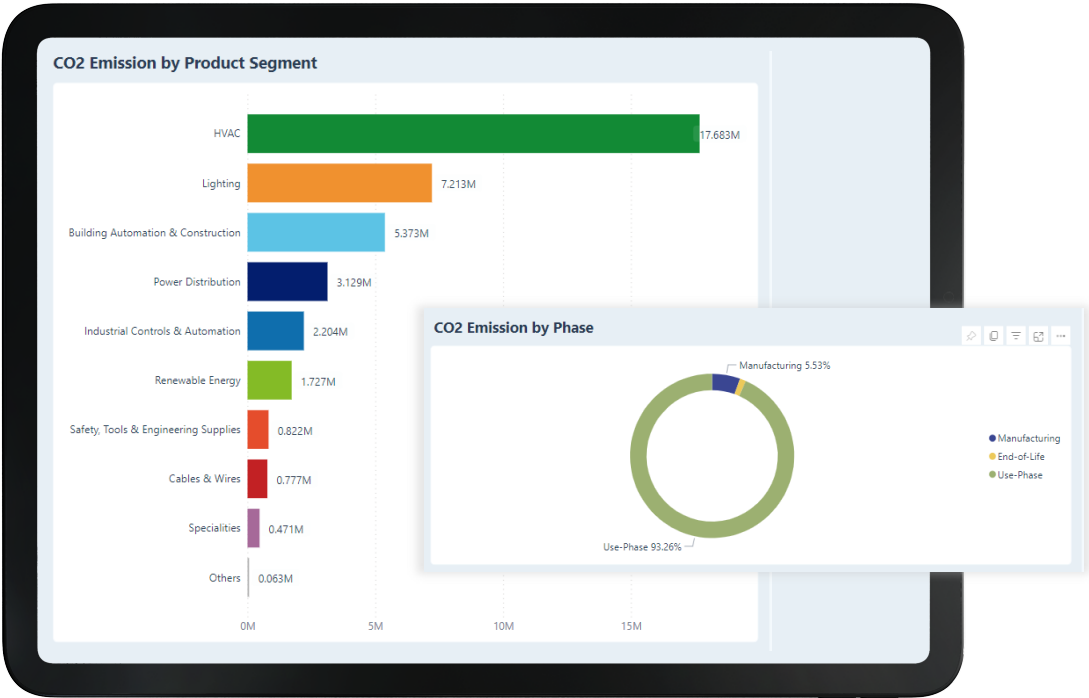 CO2 Emission by Product Segment
HVAC
17.683M
Lighting
7.213M
Building Automation & Construction
5.373M
Power Distribution
3.129M
Industrial Controls & Automation
2.204M
Renewable Energy
1.727M
Safety, Tools & Engineering Supplies
0.822M
Cables & Wires
0.777M
Specialities
0.471M
Others
0.063M
0M 5M 10M 15M
CO2 Emission by Phase
Manufacturing 5.53%
Use-Phase 93.26%
Manufacturing
End-of-Life
Use-Phase